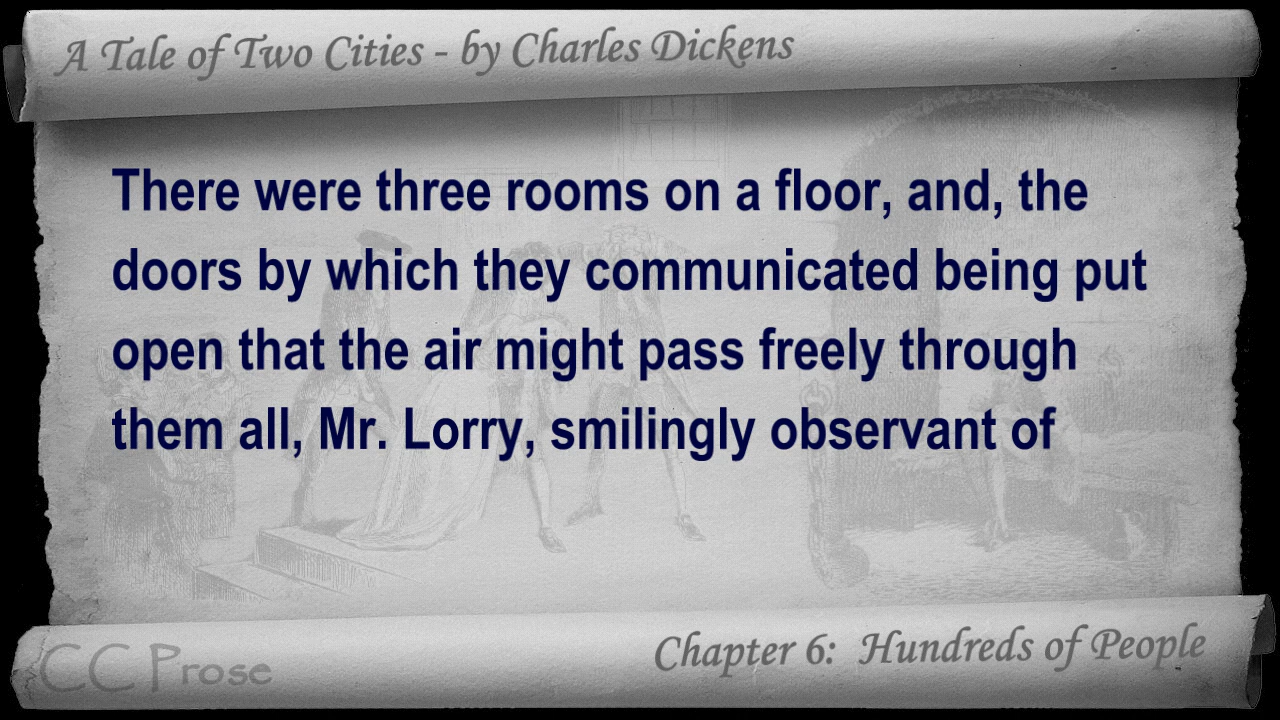 A Tale of Two Cities - by Charles Dickens
There were three rooms on a floor, and, the
doors by which they communicated being put
open that the air might pass freely through
them all, Mr. Lorry, smilingly observant of
Chapter 6: Hundreds of People
CC Prose